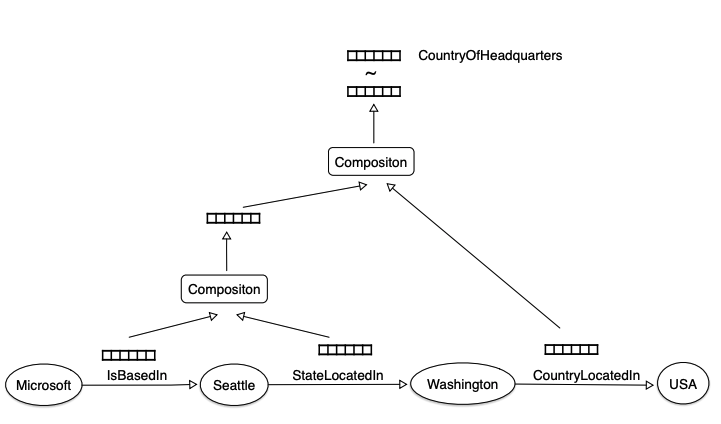 CountryOfHeadquarters
~
Compositon
Compositon
IsBasedIn
StateLocatedIn
CountryLocatedIn
Microsoft
Seattle
Washington
USA